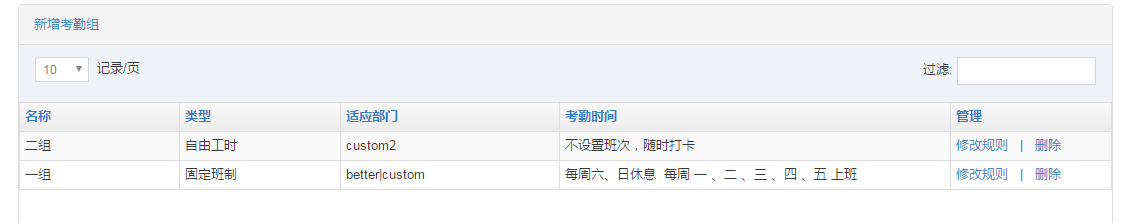 新增考勤组
10 记录/页 过滤:
名称 类型 适应部门 考勤时间 管理
二组 自由工时 custom2 不设置班次，随时打卡 修改规则 | 删除
一组 固定班制 better|custom 每周六、日休息 每周 一 、二 、三 、四 、五 上班 修改规则 | 删除